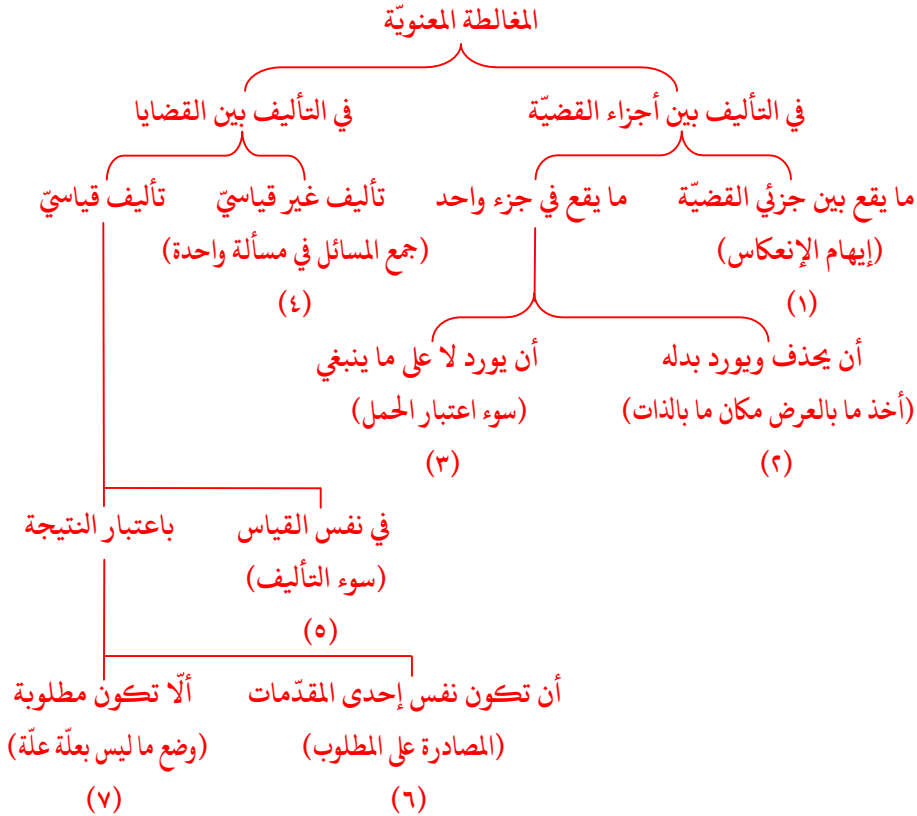 المغالطة المعنويّة
في التأليف بين أجزاء القضيّة
في التأليف بين القضايا
ما يقع بين جزئي القضيّة
(إيهام الإنعكاس)
(١)
ما يقع في جزء واحد
تأليف غير قياسيّ
(جمع المسائل في مسألة واحدة)
(٤)
تأليف قياسيّ
أن يحذف ويورد بدله
(أخذ ما بالعرض مكان ما بالذات)
(٢)
أن يورد لا على ما ينبغي
(سوء اعتبار الحمل)
(٣)
في نفس القياس
(سوء التأليف)
(٥)
باعتبار النتيجة
أن تكون نفس إحدى المقدّمات
(المصادرة على المطلوب)
(٦)
ألّا تكون مطلوبة
(وضع ما ليس بعلّة علّة)
(٧)